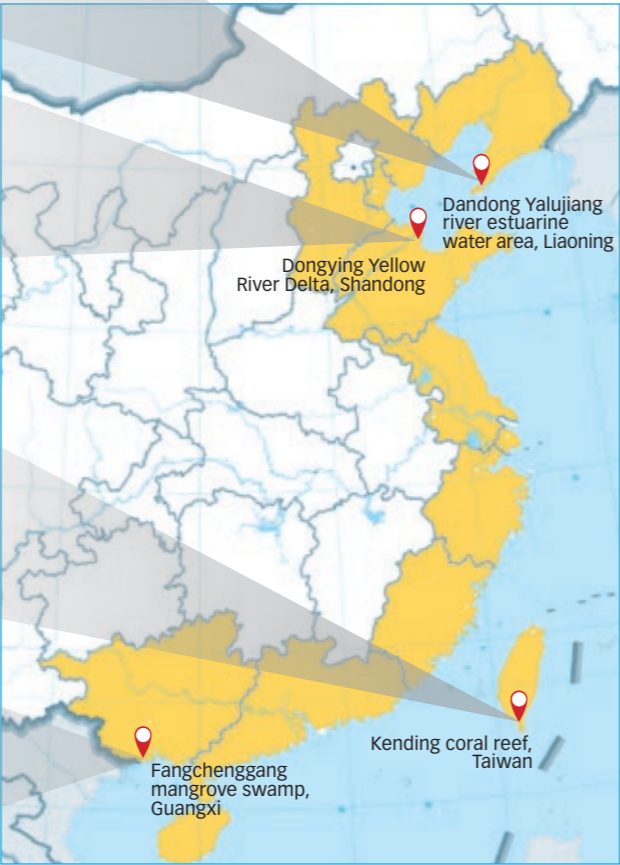 Dandong Yalujiang
river estuarine
water area, Liaoning
Dongying Yellow
River Delta, Shandong
Kending coral reef,
Taiwan
Fangchenggang
mangrove swamp,
Guangxi